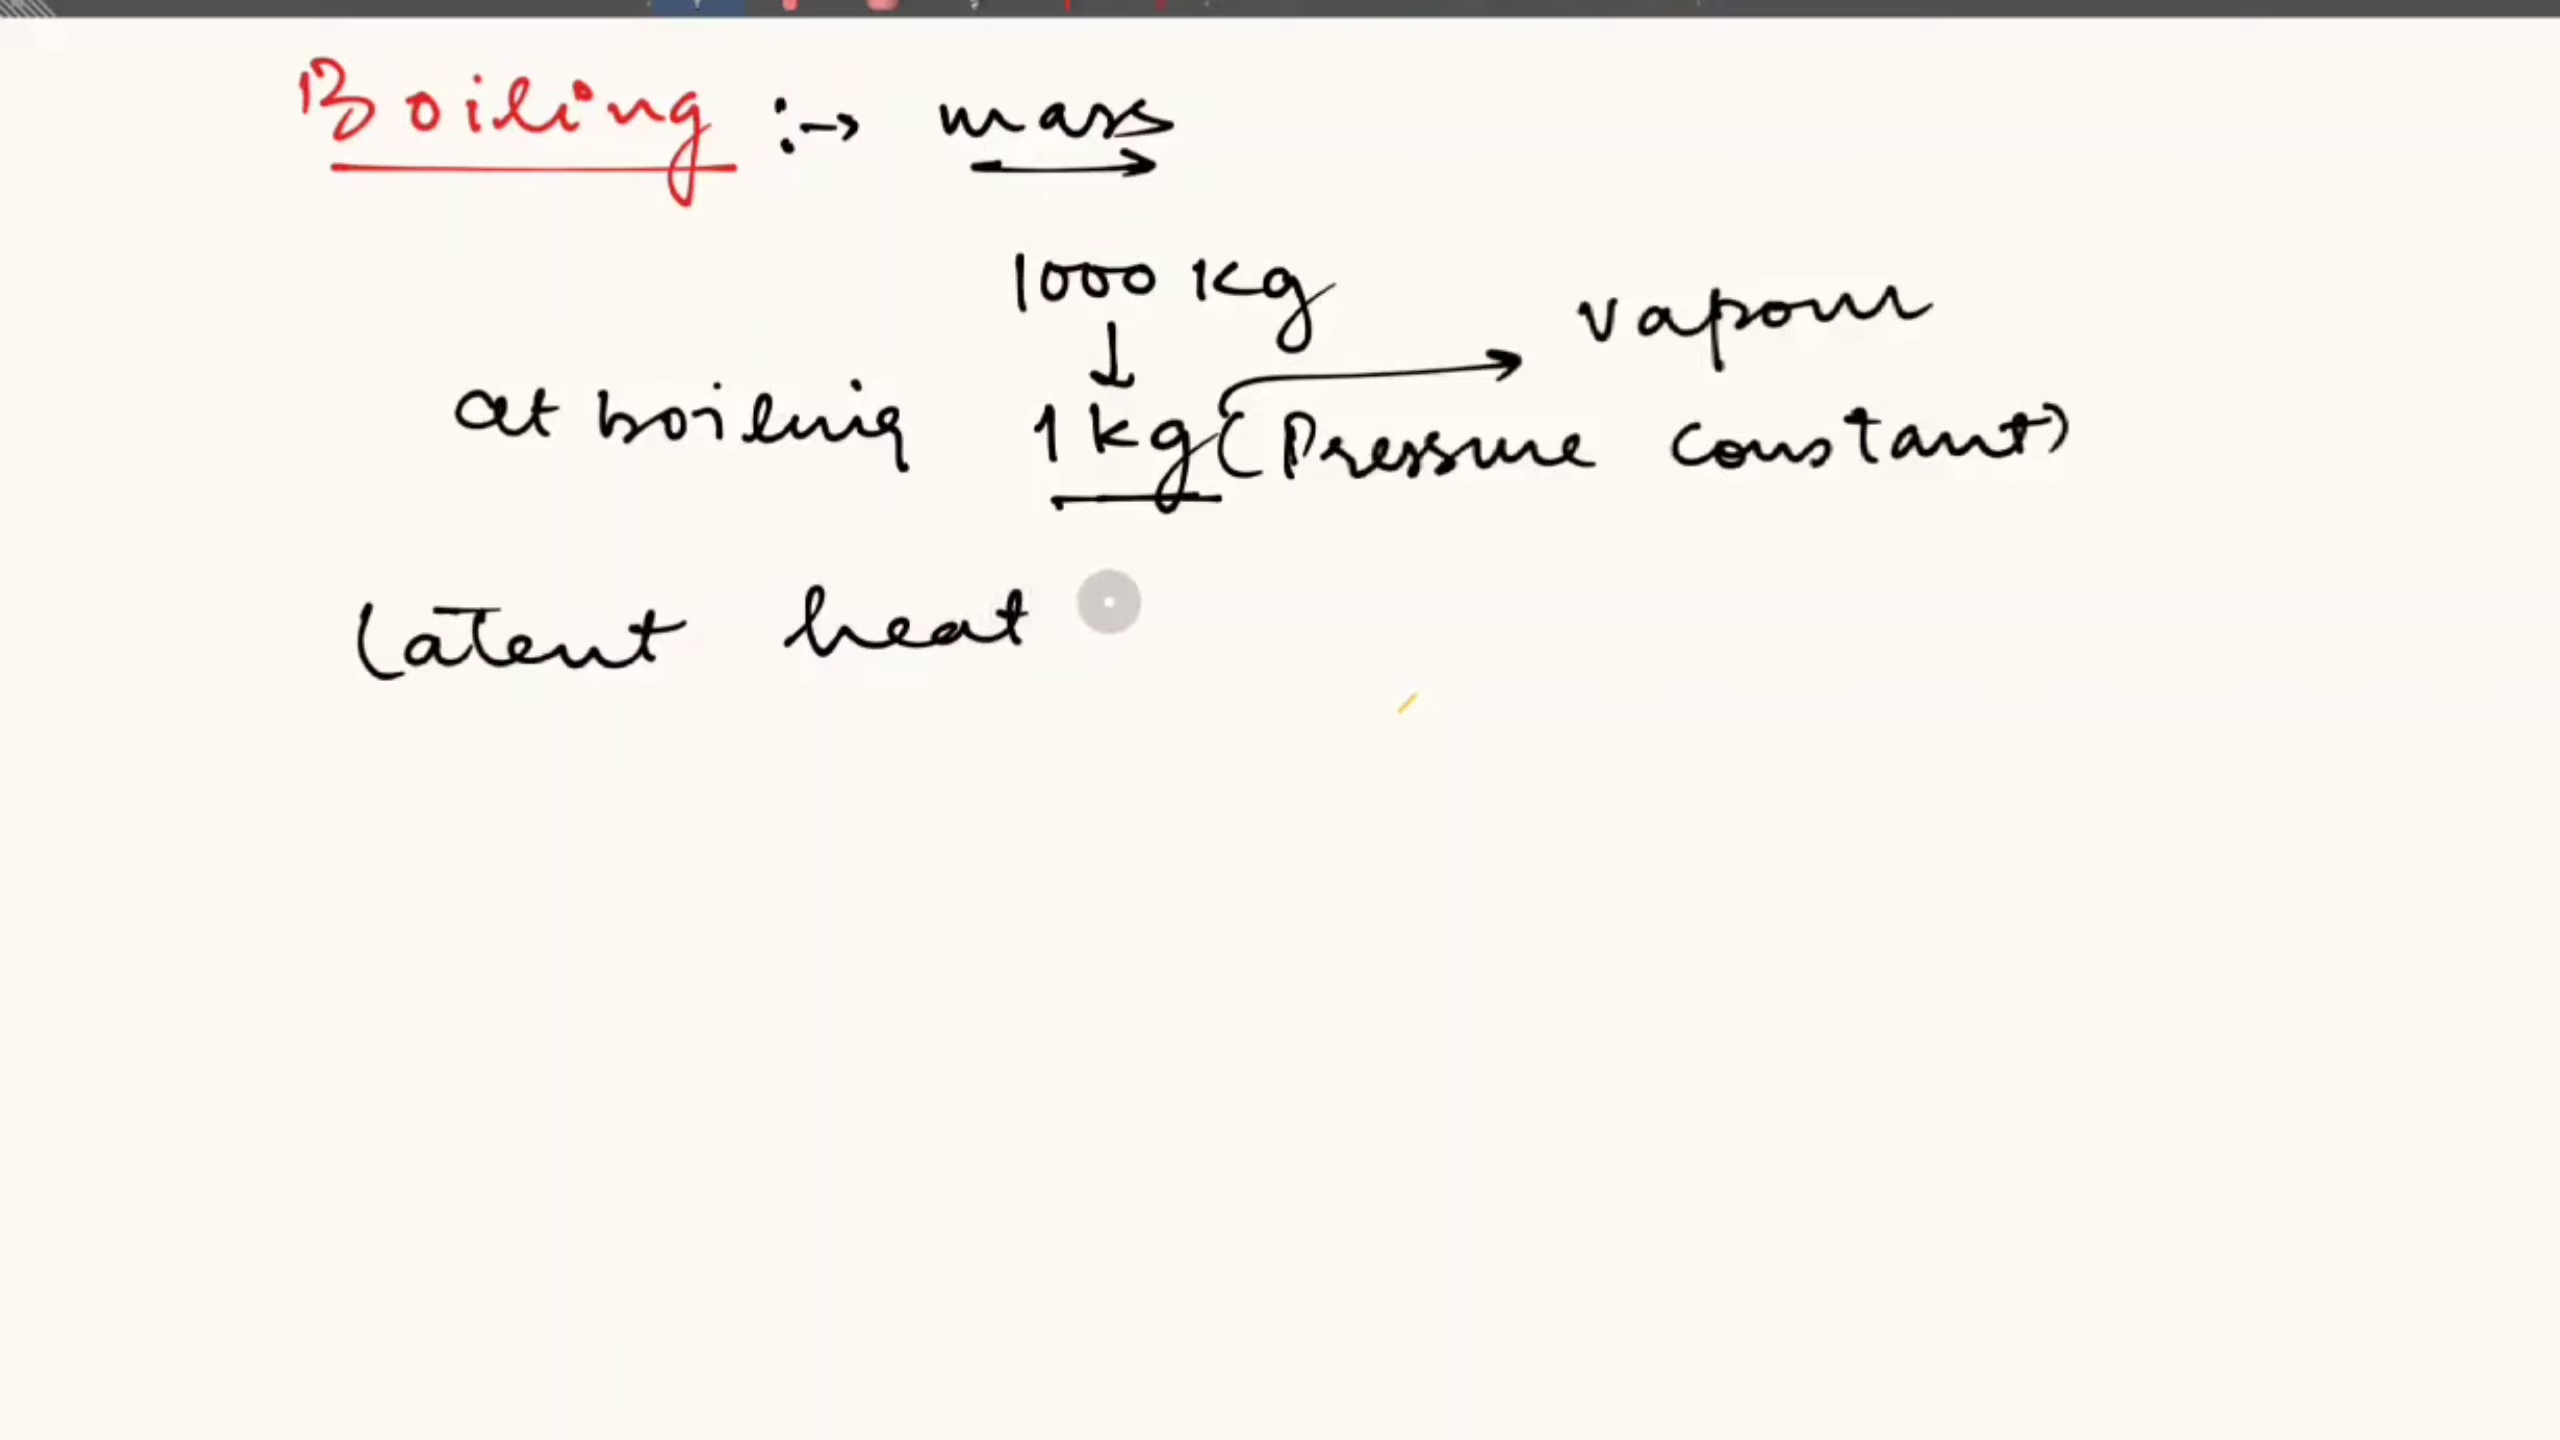 Boiling :→ mass
1000 kg
↓
vapour
at boiling 1 kg (Pressure constant)
Latent heat